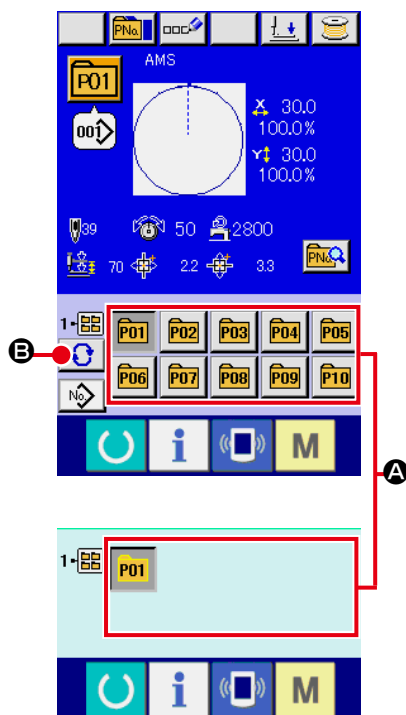 PNo.
AMS
P01
001
X 30.0
100.0%
Y 30.0
100.0%
39 50 2800
70 2.2 3.3 PNo.
1
P01 P02 P03 P04 P05
B
P06 P07 P08 P09 P10
No.
i M
A
1 P01
i M